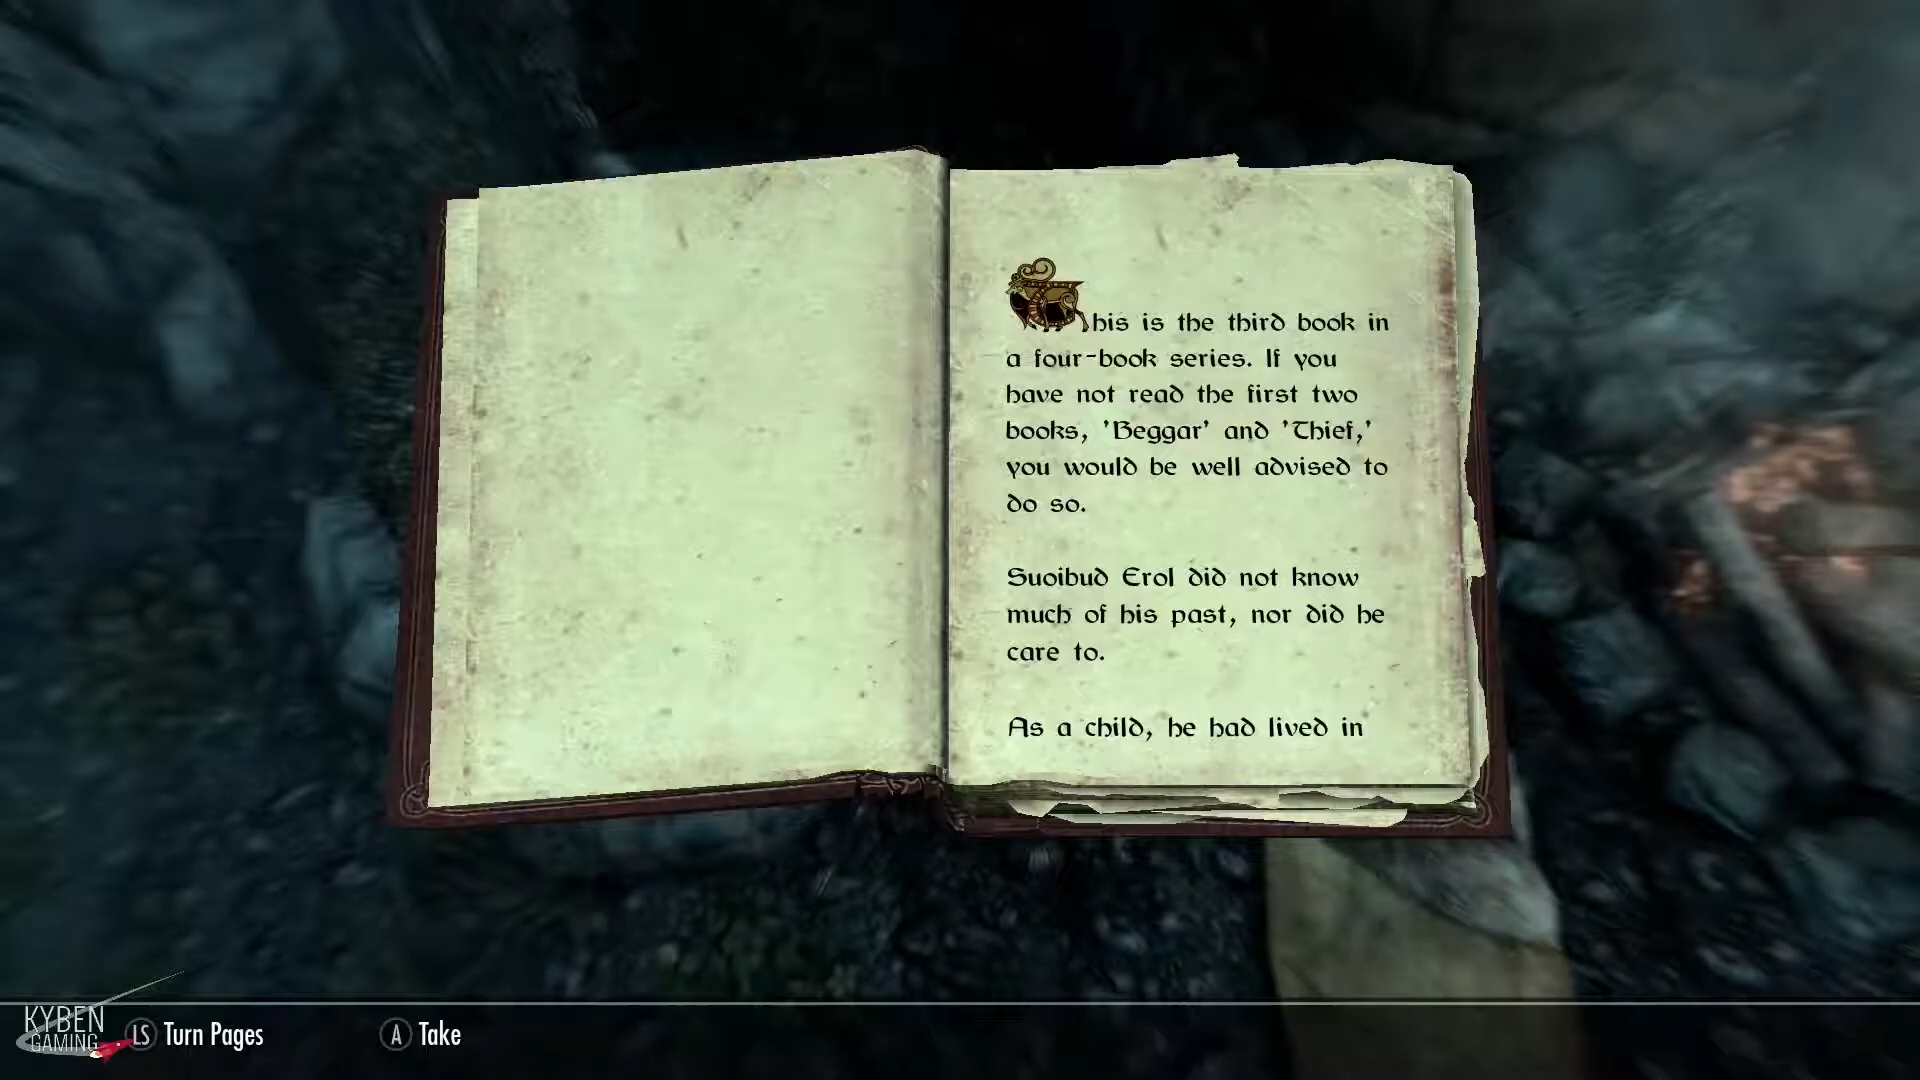 his is the third book in
a four-book series. If you
have not read the first two
books, 'Beggar' and 'Thief,'
you would be well advised to
do so.
Suoibud Erol did not know
much of his past, nor did he
care to.
As a child, he had lived in
KYBEN
GAMING
LS Turn Pages
A Take